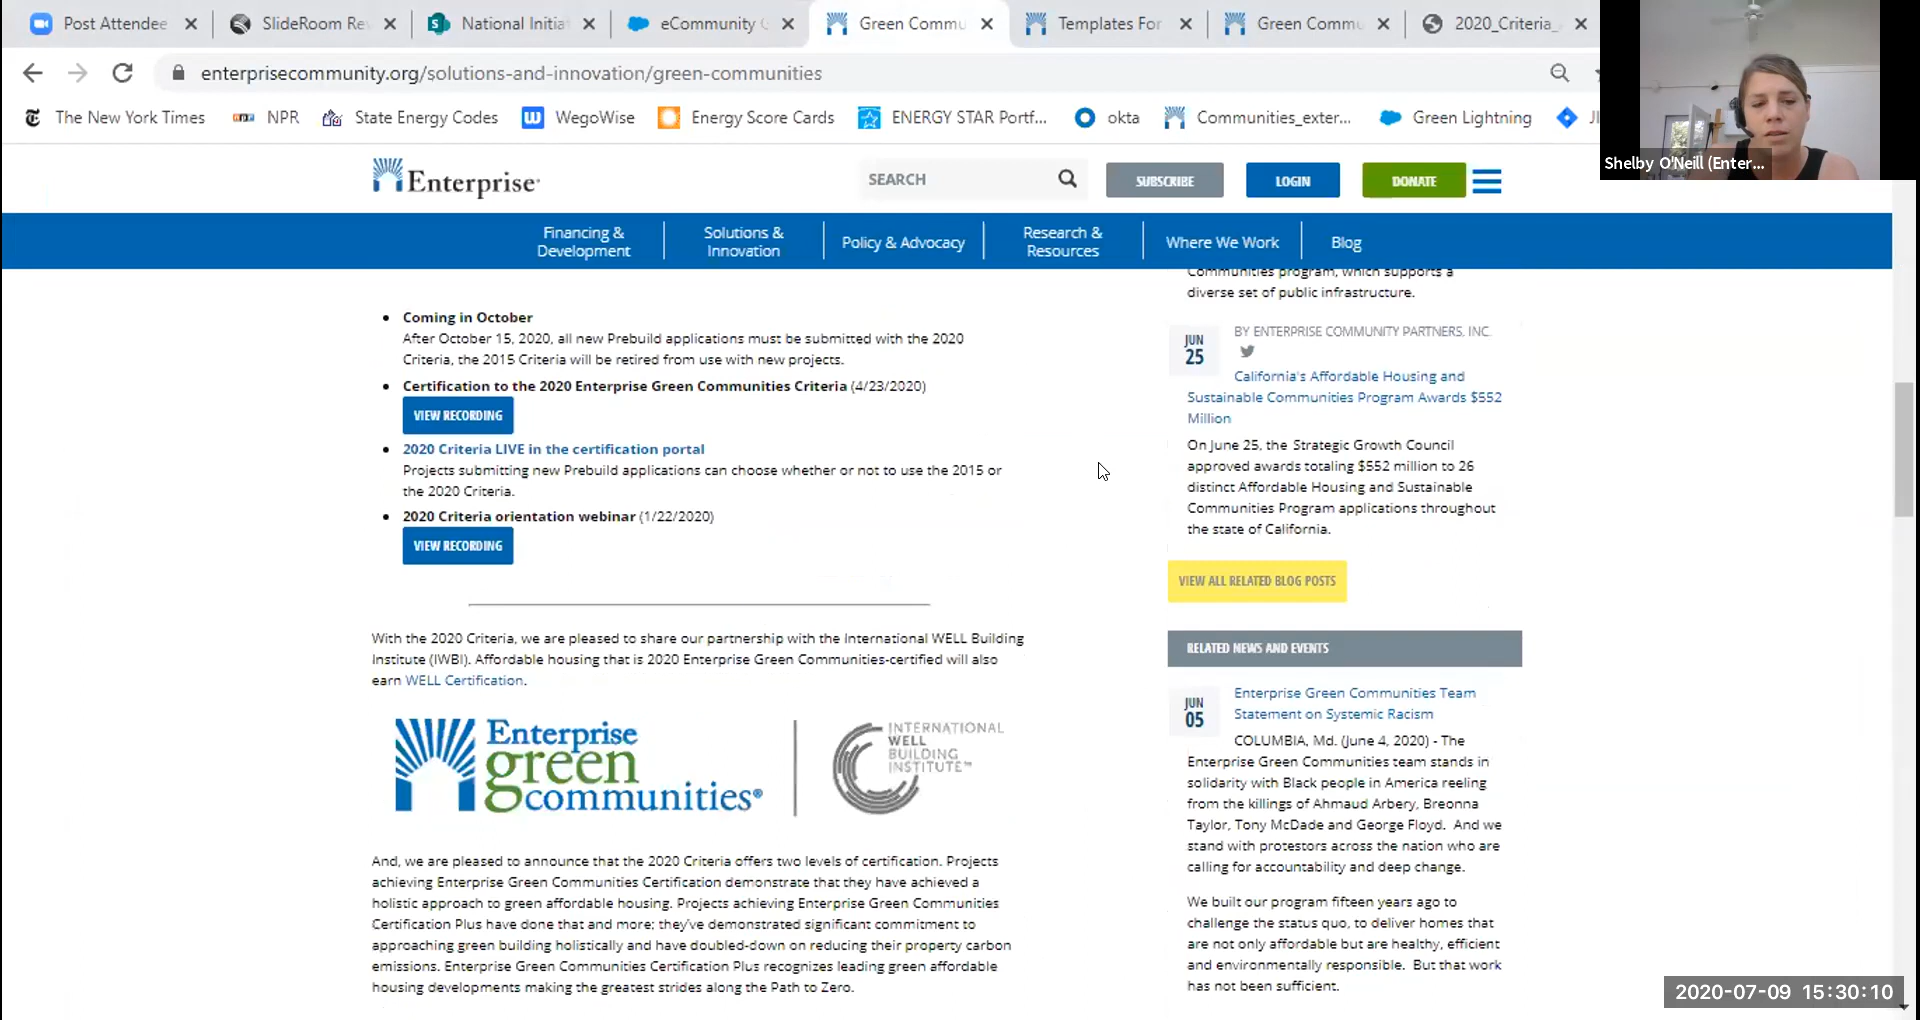 Post Attendee
SlideRoom Re
National Initia
eCommunity
Green Commu
Templates For
Green Commu
2020_Criteria_
enterprisecommunity.org/solutions-and-innovation/green-communities
The New York Times
NPR
State Energy Codes
WegoWise
Energy Score Cards
ENERGY STAR Portf...
okta
Communities_exter...
Green Lightning
Shelby O'Neill (Enter...
Enterprise
SEARCH
SUBSCRIBE
LOGIN
DONATE
Financing &
Development
Solutions &
Innovation
Policy & Advocacy
Research &
Resources
Where We Work
Blog
Coming in October
After October 15, 2020, all new Prebuild applications must be submitted with the 2020
Criteria, the 2015 Criteria will be retired from use with new projects.
Certification to the 2020 Enterprise Green Communities Criteria (4/23/2020)
VIEW RECORDING
2020 Criteria LIVE in the certification portal
Projects submitting new Prebuild applications can choose whether or not to use the 2015 or
the 2020 Criteria.
2020 Criteria orientation webinar (1/22/2020)
VIEW RECORDING
With the 2020 Criteria, we are pleased to share our partnership with the International WELL Building
Institute (IWBI). Affordable housing that is 2020 Enterprise Green Communities-certified will also
earn WELL Certification.
Enterprise
green
communities®
INTERNATIONAL
WELL
BUILDING
INSTITUTE™
And, we are pleased to announce that the 2020 Criteria offers two levels of certification. Projects
achieving Enterprise Green Communities Certification demonstrate that they have achieved a
holistic approach to green affordable housing. Projects achieving Enterprise Green Communities
Certification Plus have done that and more; they've demonstrated significant commitment to
approaching green building holistically and have doubled-down on reducing their property carbon
emissions. Enterprise Green Communities Certification Plus recognizes leading green affordable
housing developments making the greatest strides along the Path to Zero.
Communities program, which supports a
diverse set of public infrastructure.
JUN
25
BY ENTERPRISE COMMUNITY PARTNERS, INC.
California's Affordable Housing and
Sustainable Communities Program Awards $552
Million
On June 25, the Strategic Growth Council
approved awards totaling $552 million to 26
distinct Affordable Housing and Sustainable
Communities Program applications throughout
the state of California.
VIEW ALL RELATED BLOG POSTS
RELATED NEWS AND EVENTS
JUN
05
Enterprise Green Communities Team
Statement on Systemic Racism
COLUMBIA, Md. (June 4, 2020) - The
Enterprise Green Communities team stands in
solidarity with Black people in America reeling
from the killings of Ahmaud Arbery, Breonna
Taylor, Tony McDade and George Floyd. And we
stand with protestors across the nation who are
calling for accountability and deep change.
We built our program fifteen years ago to
challenge the status quo, to deliver homes that
are not only affordable but are healthy, efficient
and environmentally responsible. But that work
has not been sufficient.
2020-07-09 15:30:10